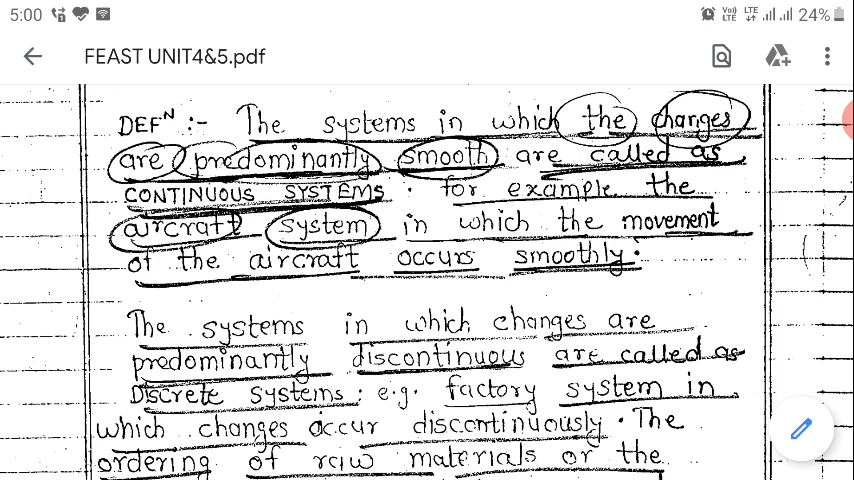 5:00 LTE LTE 24%
FEAST UNIT4&5.pdf
DEFN :- The systems in which the changes
are predominantly smooth are called as
CONTINUOUS SYSTEMS. for example the
aircraft system in which the movement
of the aircraft occurs smoothly.
The systems in which changes are
predominantly discontinuous are called as
Discrete systems; e.g. factory system in
which changes occur discontinuously. The
ordering of raw materials or the